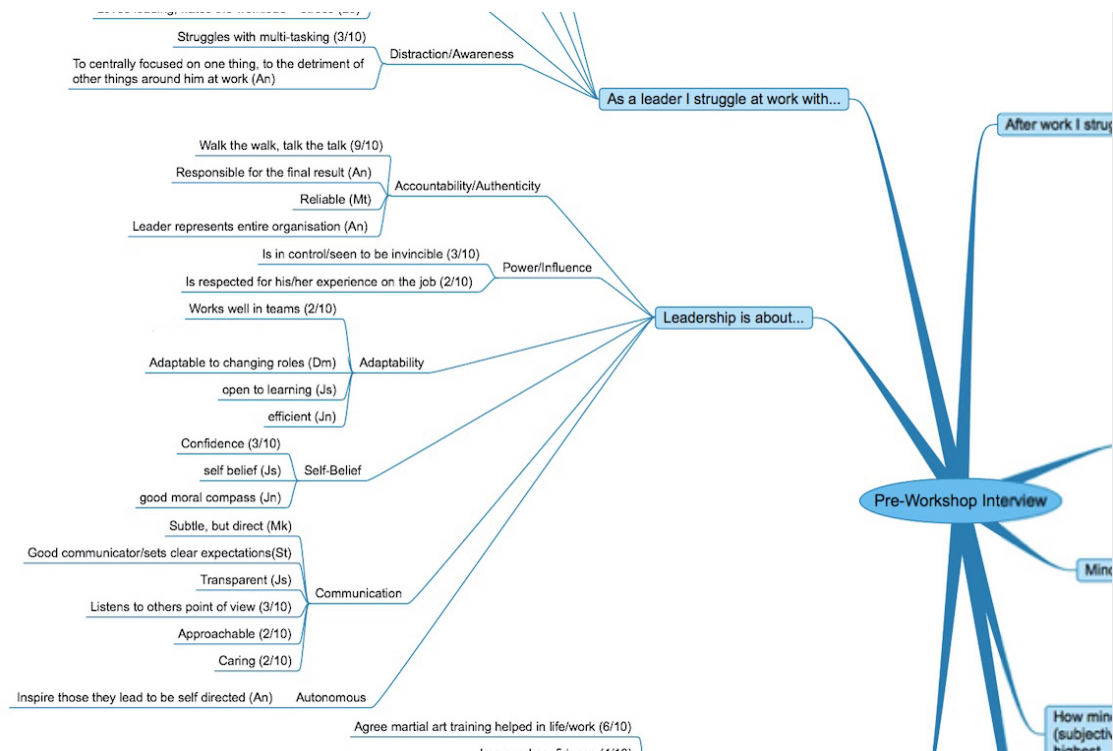 Struggles with multi-tasking (3/10)
To centrally focused on one thing, to the detriment of
other things around him at work (An)
Distraction/Awareness
As a leader I struggle at work with...
After work I
Walk the walk, talk the talk (9/10)
Responsible for the final result (An)
Reliable (Mt)
Leader represents entire organisation (An)
Accountability/Authenticity
Is in control/seen to be invincible (3/10)
Is respected for his/her experience on the job (2/10)
Power/Influence
Leadership is about...
Works well in teams (2/10)
Adaptable to changing roles (Dm)
open to learning (Js)
efficient (Jn)
Adaptability
Confidence (3/10)
self belief (Js)
good moral compass (Jn)
Self-Belief
Pre-Workshop Interview
Subtle, but direct (Mk)
Good communicator/sets clear expectations(St)
Transparent (Js)
Listens to others point of view (3/10)
Approachable (2/10)
Caring (2/10)
Communication
Inspire those they lead to be self directed (An)
Autonomous
Agree martial art training helped in life/work (6/10)
How